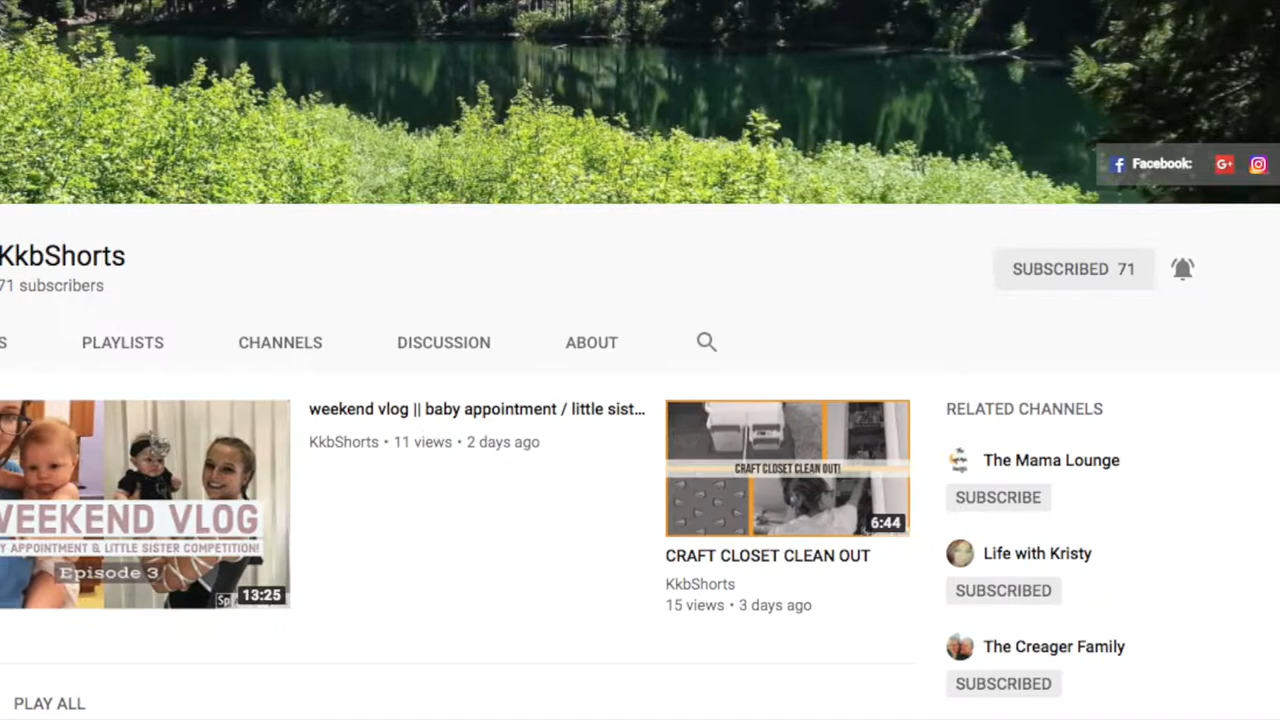 Facebook:
KkbShorts
71 subscribers
SUBSCRIBED 71
S
PLAYLISTS
CHANNELS
DISCUSSION
ABOUT
WEEKEND VLOG
Y APPOINTMENT & LITTLE SISTER COMPETITION!
Episode 3
13:25
weekend vlog || baby appointment / little sist...
KkbShorts • 11 views • 2 days ago
CRAFT CLOSET CLEAN OUT!
6:44
CRAFT CLOSET CLEAN OUT
KkbShorts
15 views • 3 days ago
RELATED CHANNELS
The Mama Lounge
SUBSCRIBE
Life with Kristy
SUBSCRIBED
The Creager Family
SUBSCRIBED
PLAY ALL